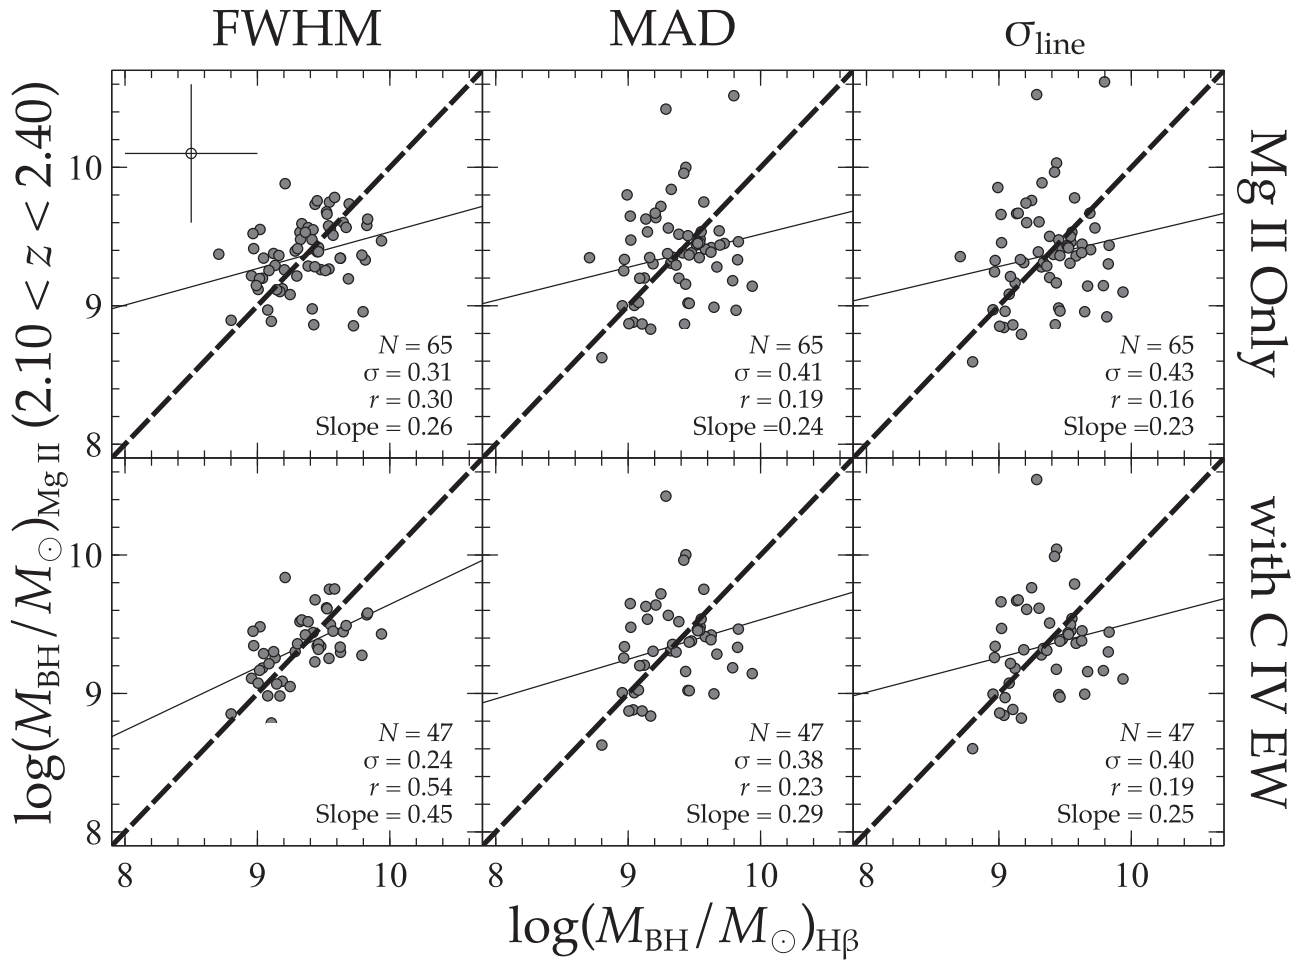 FWHM
MAD
σline
log(MBH/M☉)Mg II (2.10 < z < 2.40)
Mg II Only
with C IV EW
10
9
8
N = 65
σ = 0.31
r = 0.30
Slope = 0.26
N = 65
σ = 0.41
r = 0.19
Slope =0.24
N = 65
σ = 0.43
r = 0.16
Slope =0.23
10
9
8
N = 47
σ = 0.24
r = 0.54
Slope = 0.45
N = 47
σ = 0.38
r = 0.23
Slope = 0.29
N = 47
σ = 0.40
r = 0.19
Slope = 0.25
8 9 10 9 10 8 9 10
log(MBH/M☉)Hβ